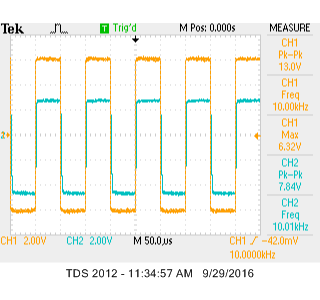 Tek T Trig'd M Pos: 0.000s MEASURE
CH1
Pk-Pk
13.0V
CH1
Freq
10.00kHz
CH1
Max
6.32V
2
CH2
Pk-Pk
7.84V
CH2
Freq
10.01kHz
CH1 2.00V CH2 2.00V M 50.0µs CH1 -42.0mV
10.0000kHz
TDS 2012 - 11:34:57 AM 9/29/2016